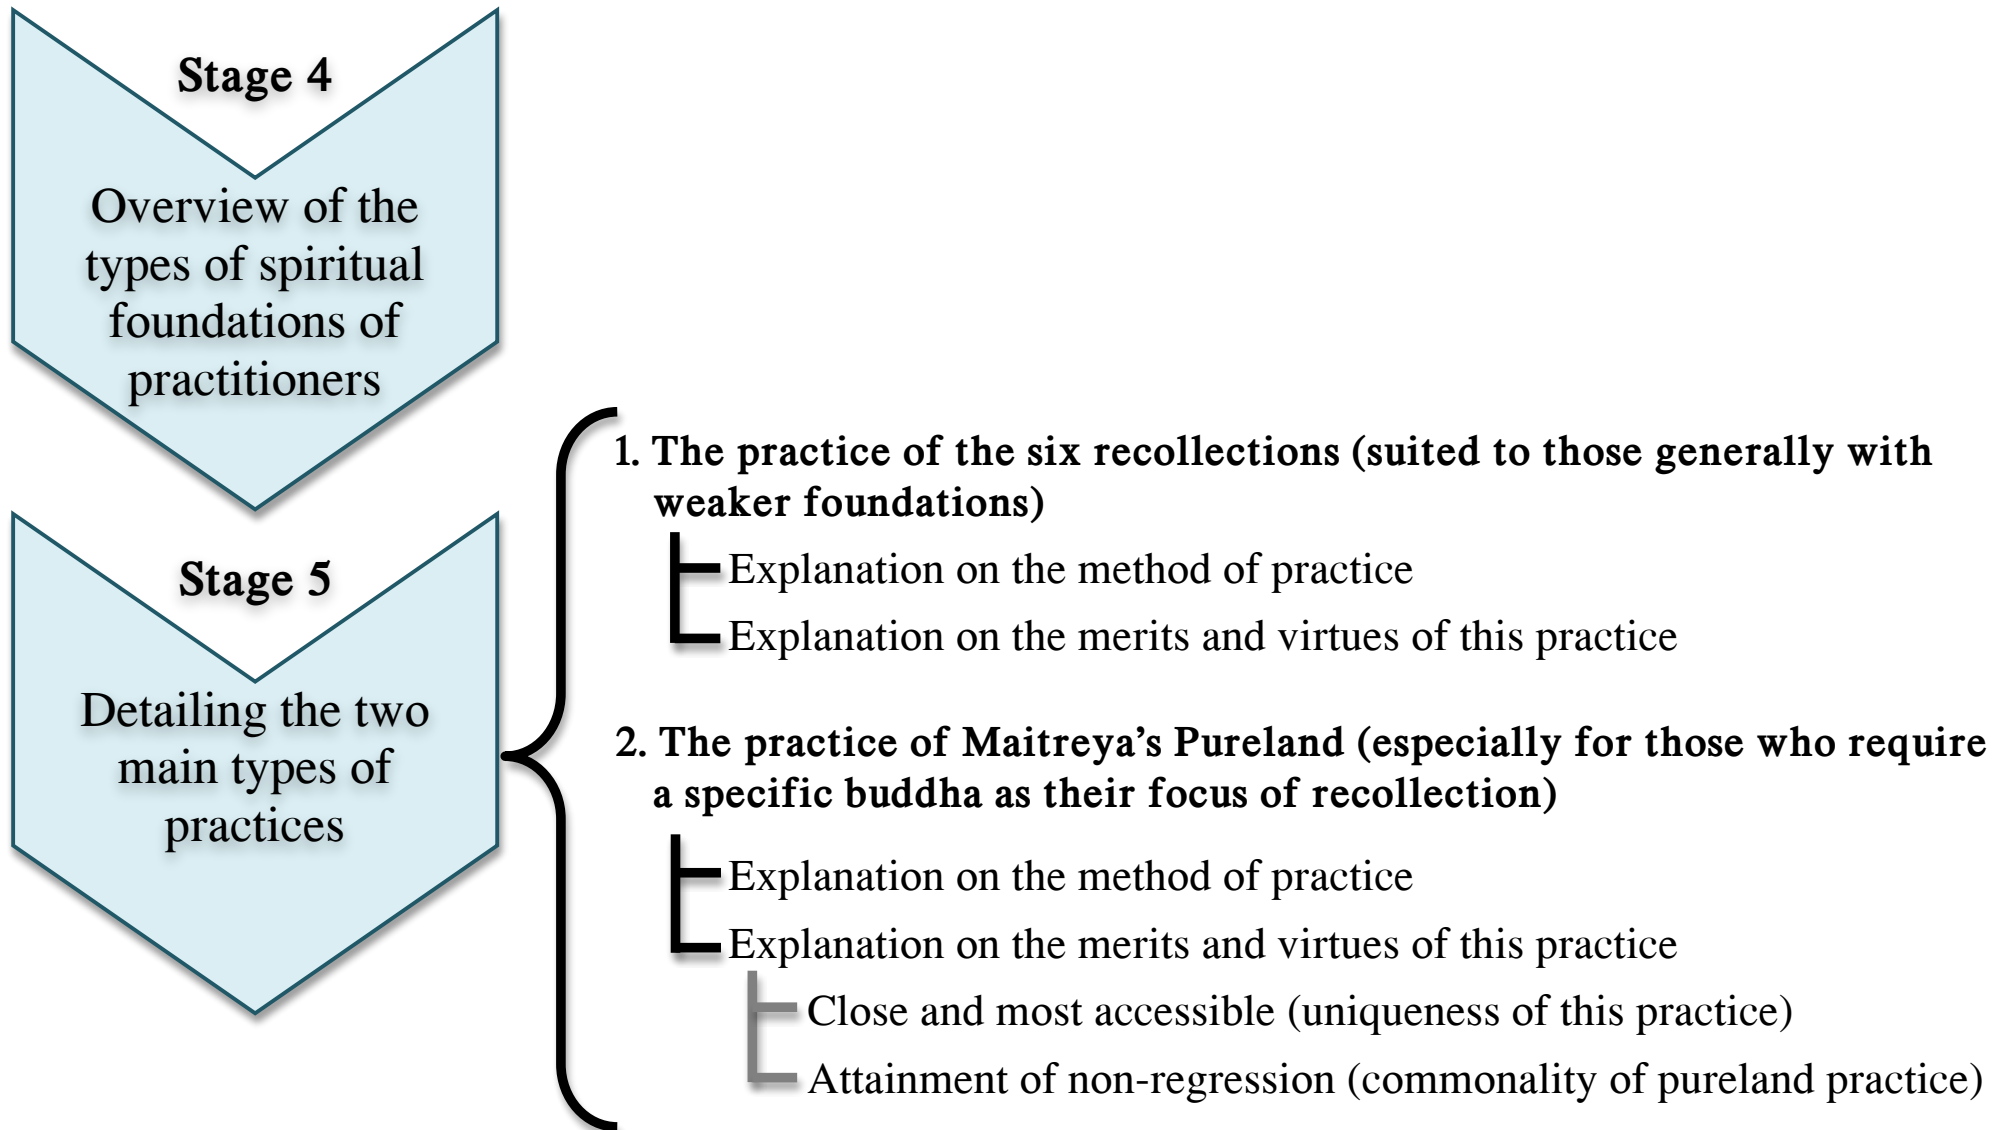 Stage 4
Overview of the
types of spiritual
foundations of
practitioners
Stage 5
Detailing the two
main types of
practices
1. The practice of the six recollections (suited to those generally with
weaker foundations)
Explanation on the method of practice
Explanation on the merits and virtues of this practice
2. The practice of Maitreya’s Pureland (especially for those who require
a specific buddha as their focus of recollection)
Explanation on the method of practice
Explanation on the merits and virtues of this practice
Close and most accessible (uniqueness of this practice)
Attainment of non-regression (commonality of pureland practice)